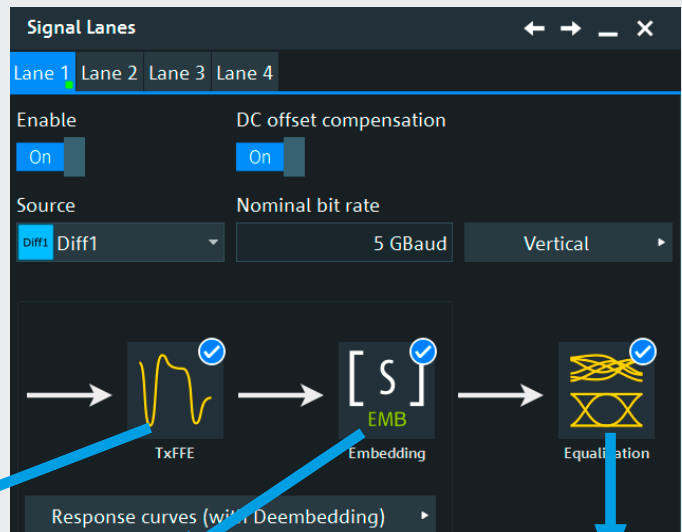 Signal Lanes
Lane 1 Lane 2 Lane 3 Lane 4
Enable DC offset compensation
On On
Source Nominal bit rate
Diff1 Diff1 5 GBaud Vertical
[S]
EMB
TxFFE Embedding Equalization
Response curves (with Deembedding)